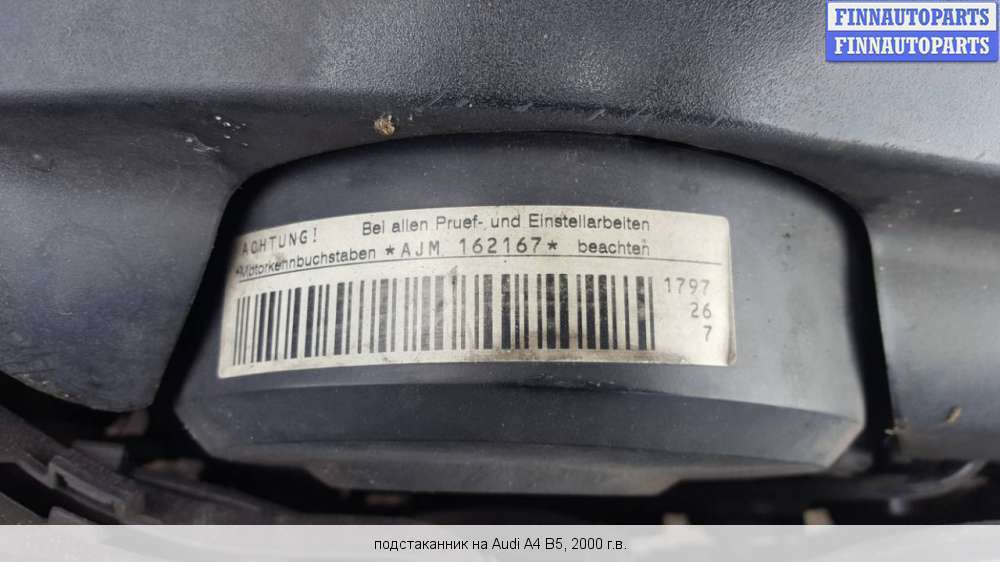 FINNAUTOPARTS
FINNAUTOPARTS
ACHTUNG! Bei allen Pruef- und Einstellarbeiten
Motorkennbuchstaben *AJM 162167* beachten
1797
26
7
подстаканник на Audi A4 B5, 2000 г.в.